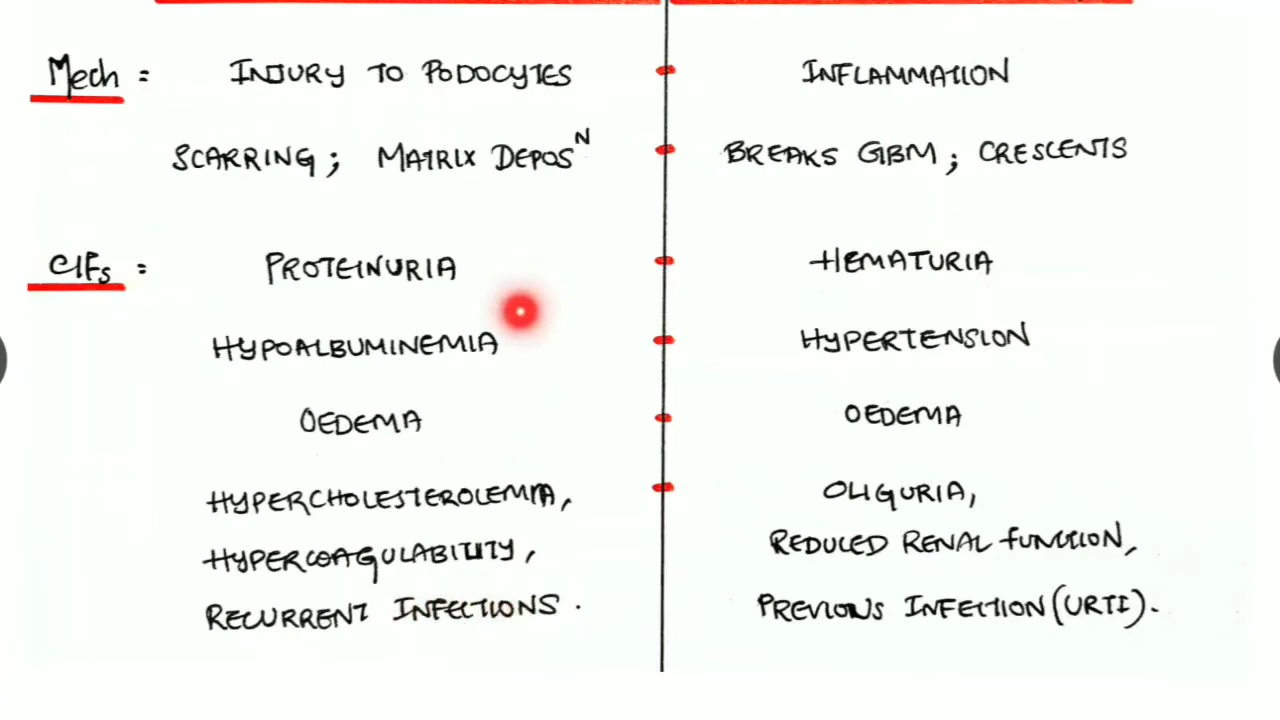 Mech : INJURY TO PODOCYTES INFLAMMATION
SCARRING; MATRIX DEPOSᴺ BREAKS GBM; CRESCENTS
C/Fs : PROTEINURIA HEMATURIA
HYPOALBUMINEMIA HYPERTENSION
OEDEMA OEDEMA
HYPERCHOLESTEROLEMIA, OLIGURIA,
HYPERCOAGULABILITY, REDUCED RENAL FUNCTION,
RECURRENT INFECTIONS. PREVIOUS INFECTION (URTI).